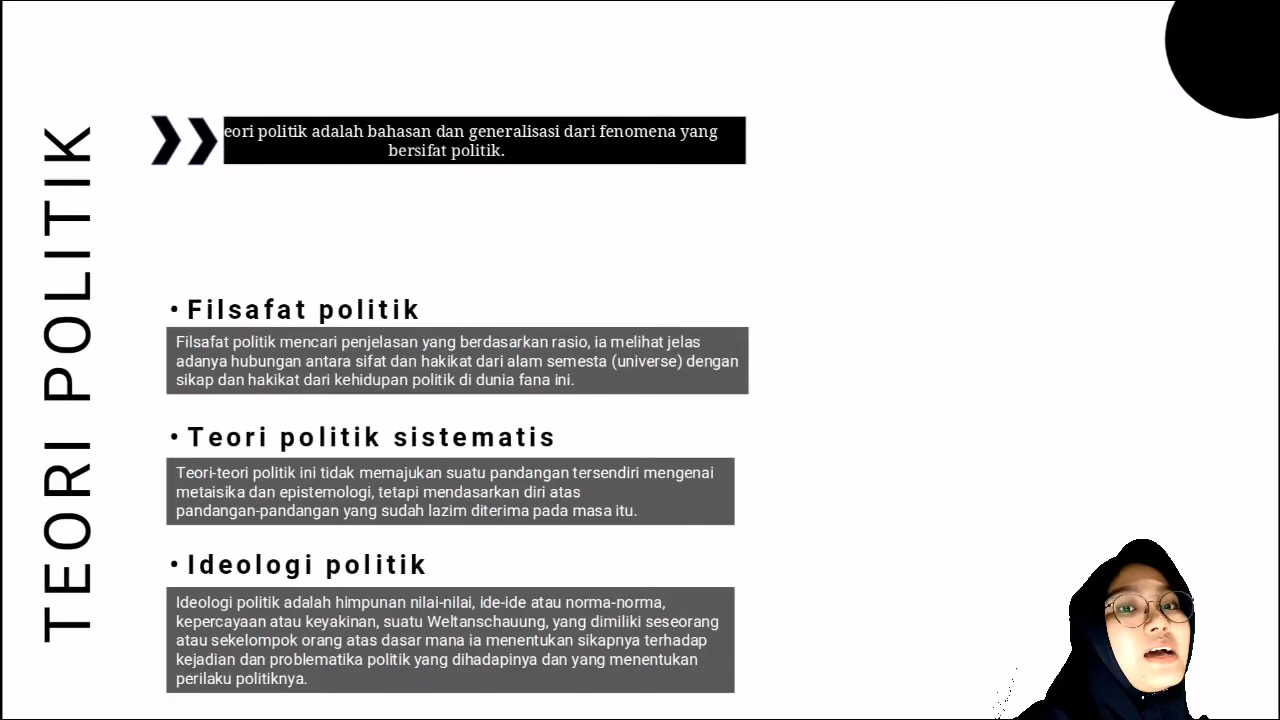 TEORI POLITIK
eori politik adalah bahasan dan generalisasi dari fenomena yang
bersifat politik.
• Filsafat politik
Filsafat politik mencari penjelasan yang berdasarkan rasio, ia melihat jelas
adanya hubungan antara sifat dan hakikat dari alam semesta (universe) dengan
sikap dan hakikat dari kehidupan politik di dunia fana ini.
• Teori politik sistematis
Teori-teori politik ini tidak memajukan suatu pandangan tersendiri mengenai
metaisika dan epistemologi, tetapi mendasarkan diri atas
pandangan-pandangan yang sudah lazim diterima pada masa itu.
• Ideologi politik
Ideologi politik adalah himpunan nilai-nilai, ide-ide atau norma-norma,
kepercayaan atau keyakinan, suatu Weltanschauung, yang dimiliki seseorang
atau sekelompok orang atas dasar mana ia menentukan sikapnya terhadap
kejadian dan problematika politik yang dihadapinya dan yang menentukan
perilaku politiknya.